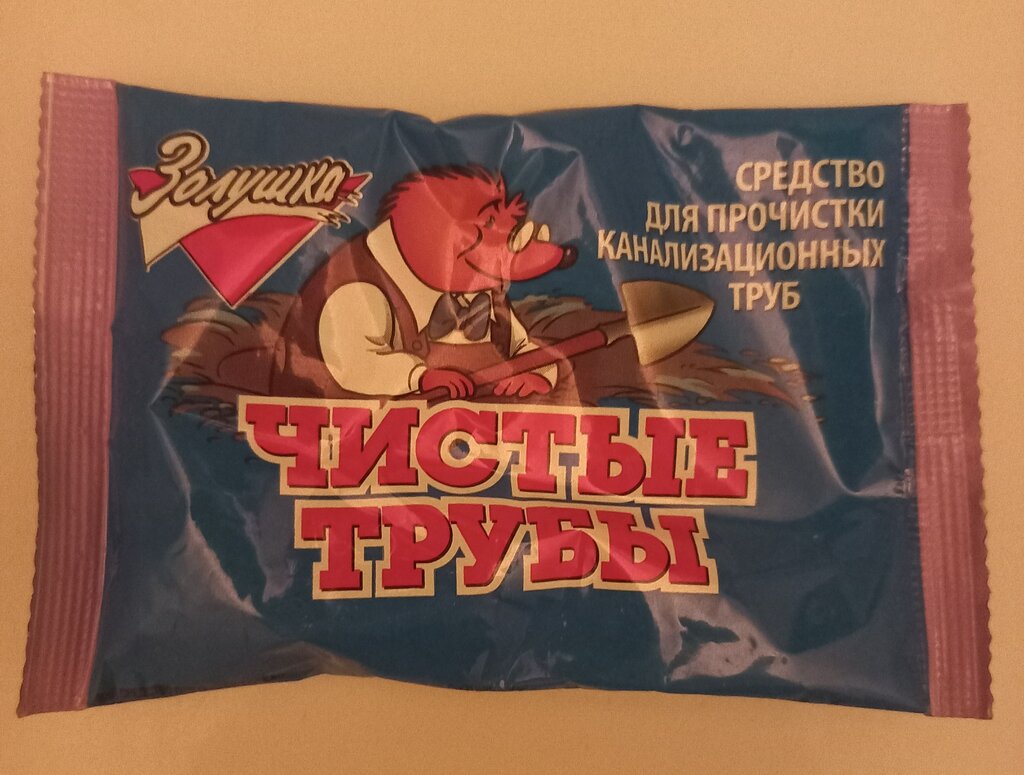 Золушка
СРЕДСТВО
ДЛЯ ПРОЧИСТКИ
КАНАЛИЗАЦИОННЫХ
ТРУБ
ЧИСТЫЕ
ТРУБЫ